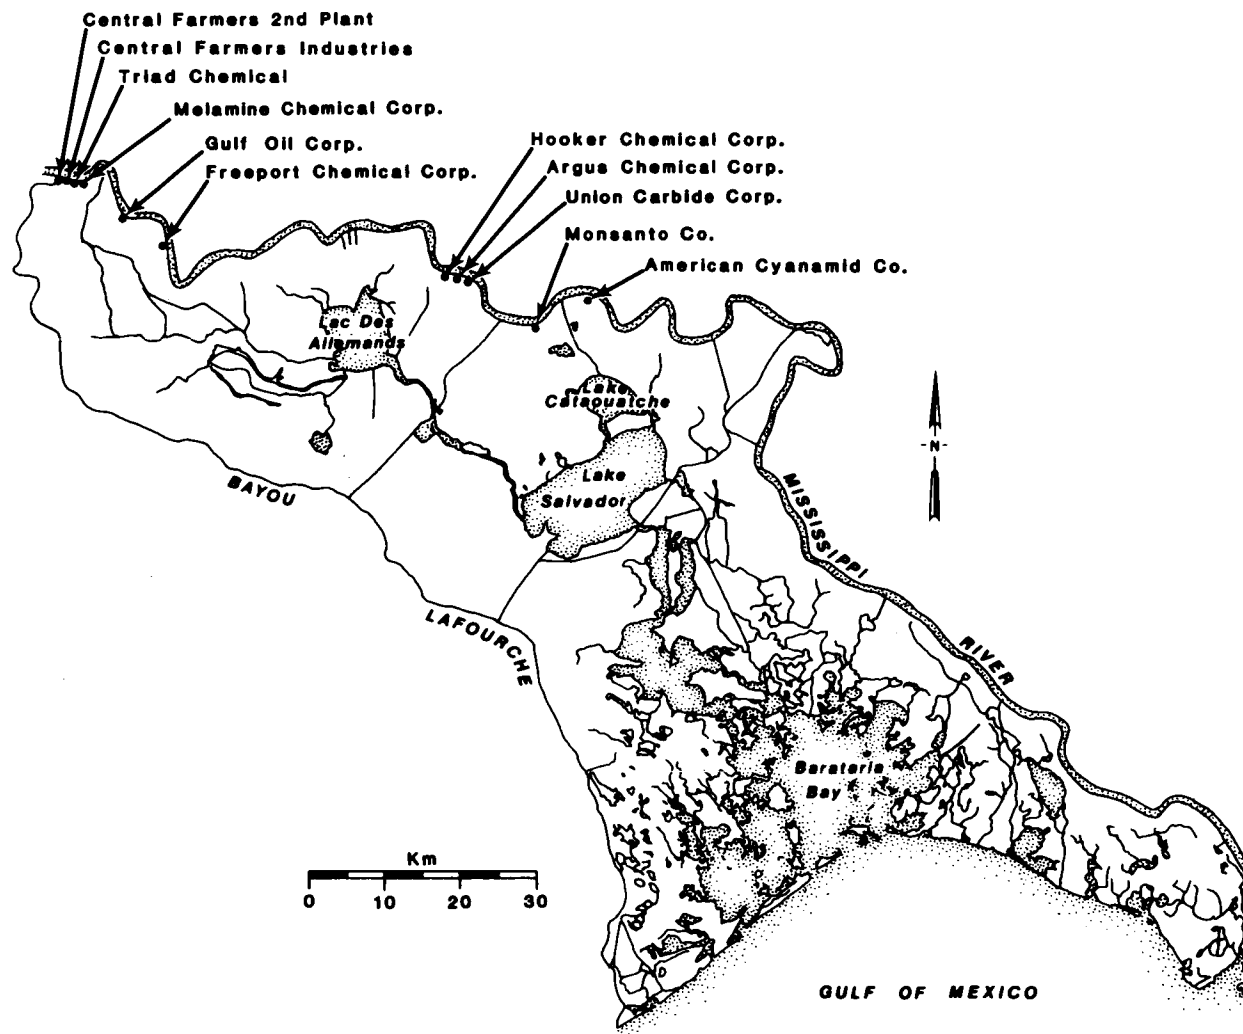 Central Farmers 2nd Plant
Central Farmers Industries
Triad Chemical
Melamine Chemical Corp.
Gulf Oil Corp.
Freeport Chemical Corp.
Hooker Chemical Corp.
Argus Chemical Corp.
Union Carbide Corp.
Monsanto Co.
American Cyanamid Co.
Lac Des
Allemands
Lake
Cataouatche
Lake
Salvador
-N-
BAYOU
LAFOURCHE
MISSISSIPPI
RIVER
Barataria
Bay
Km
0 10 20 30
GULF OF MEXICO